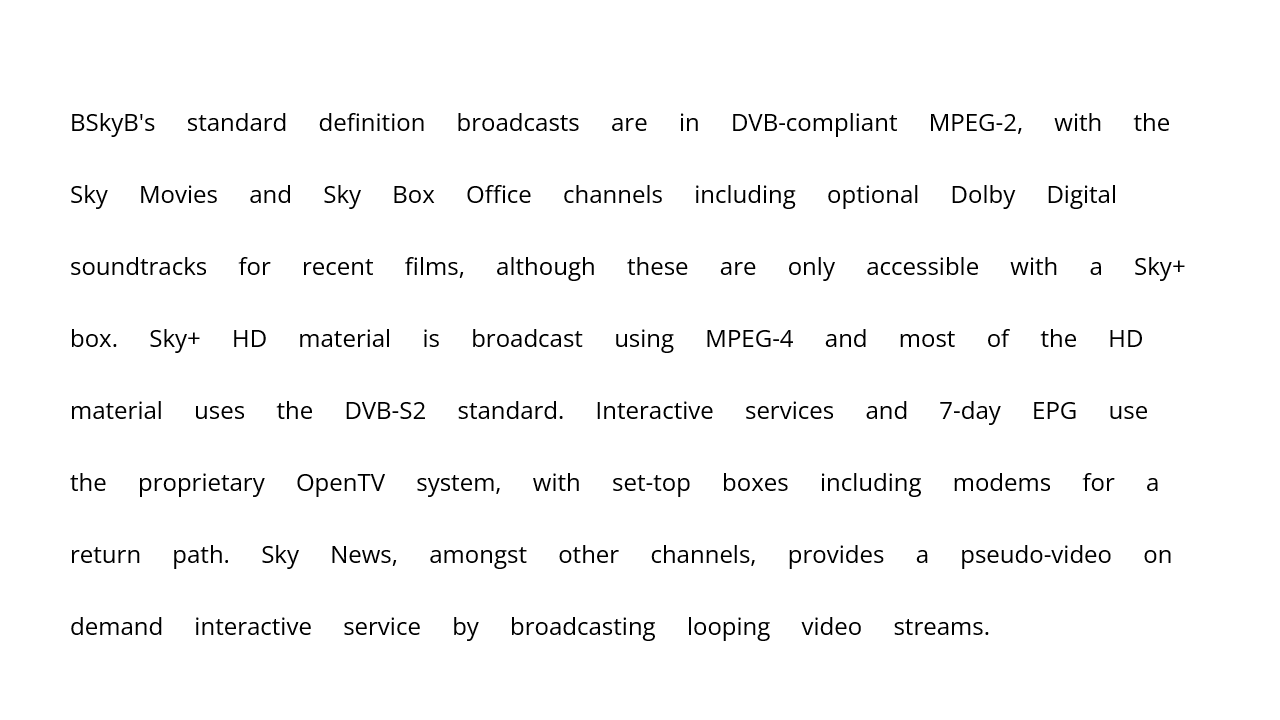 BSkyB's standard definition broadcasts are in DVB-compliant MPEG-2, with the
Sky Movies and Sky Box Office channels including optional Dolby Digital
soundtracks for recent films, although these are only accessible with a Sky+
box. Sky+ HD material is broadcast using MPEG-4 and most of the HD
material uses the DVB-S2 standard. Interactive services and 7-day EPG use
the proprietary OpenTV system, with set-top boxes including modems for a
return path. Sky News, amongst other channels, provides a pseudo-video on
demand interactive service by broadcasting looping video streams.